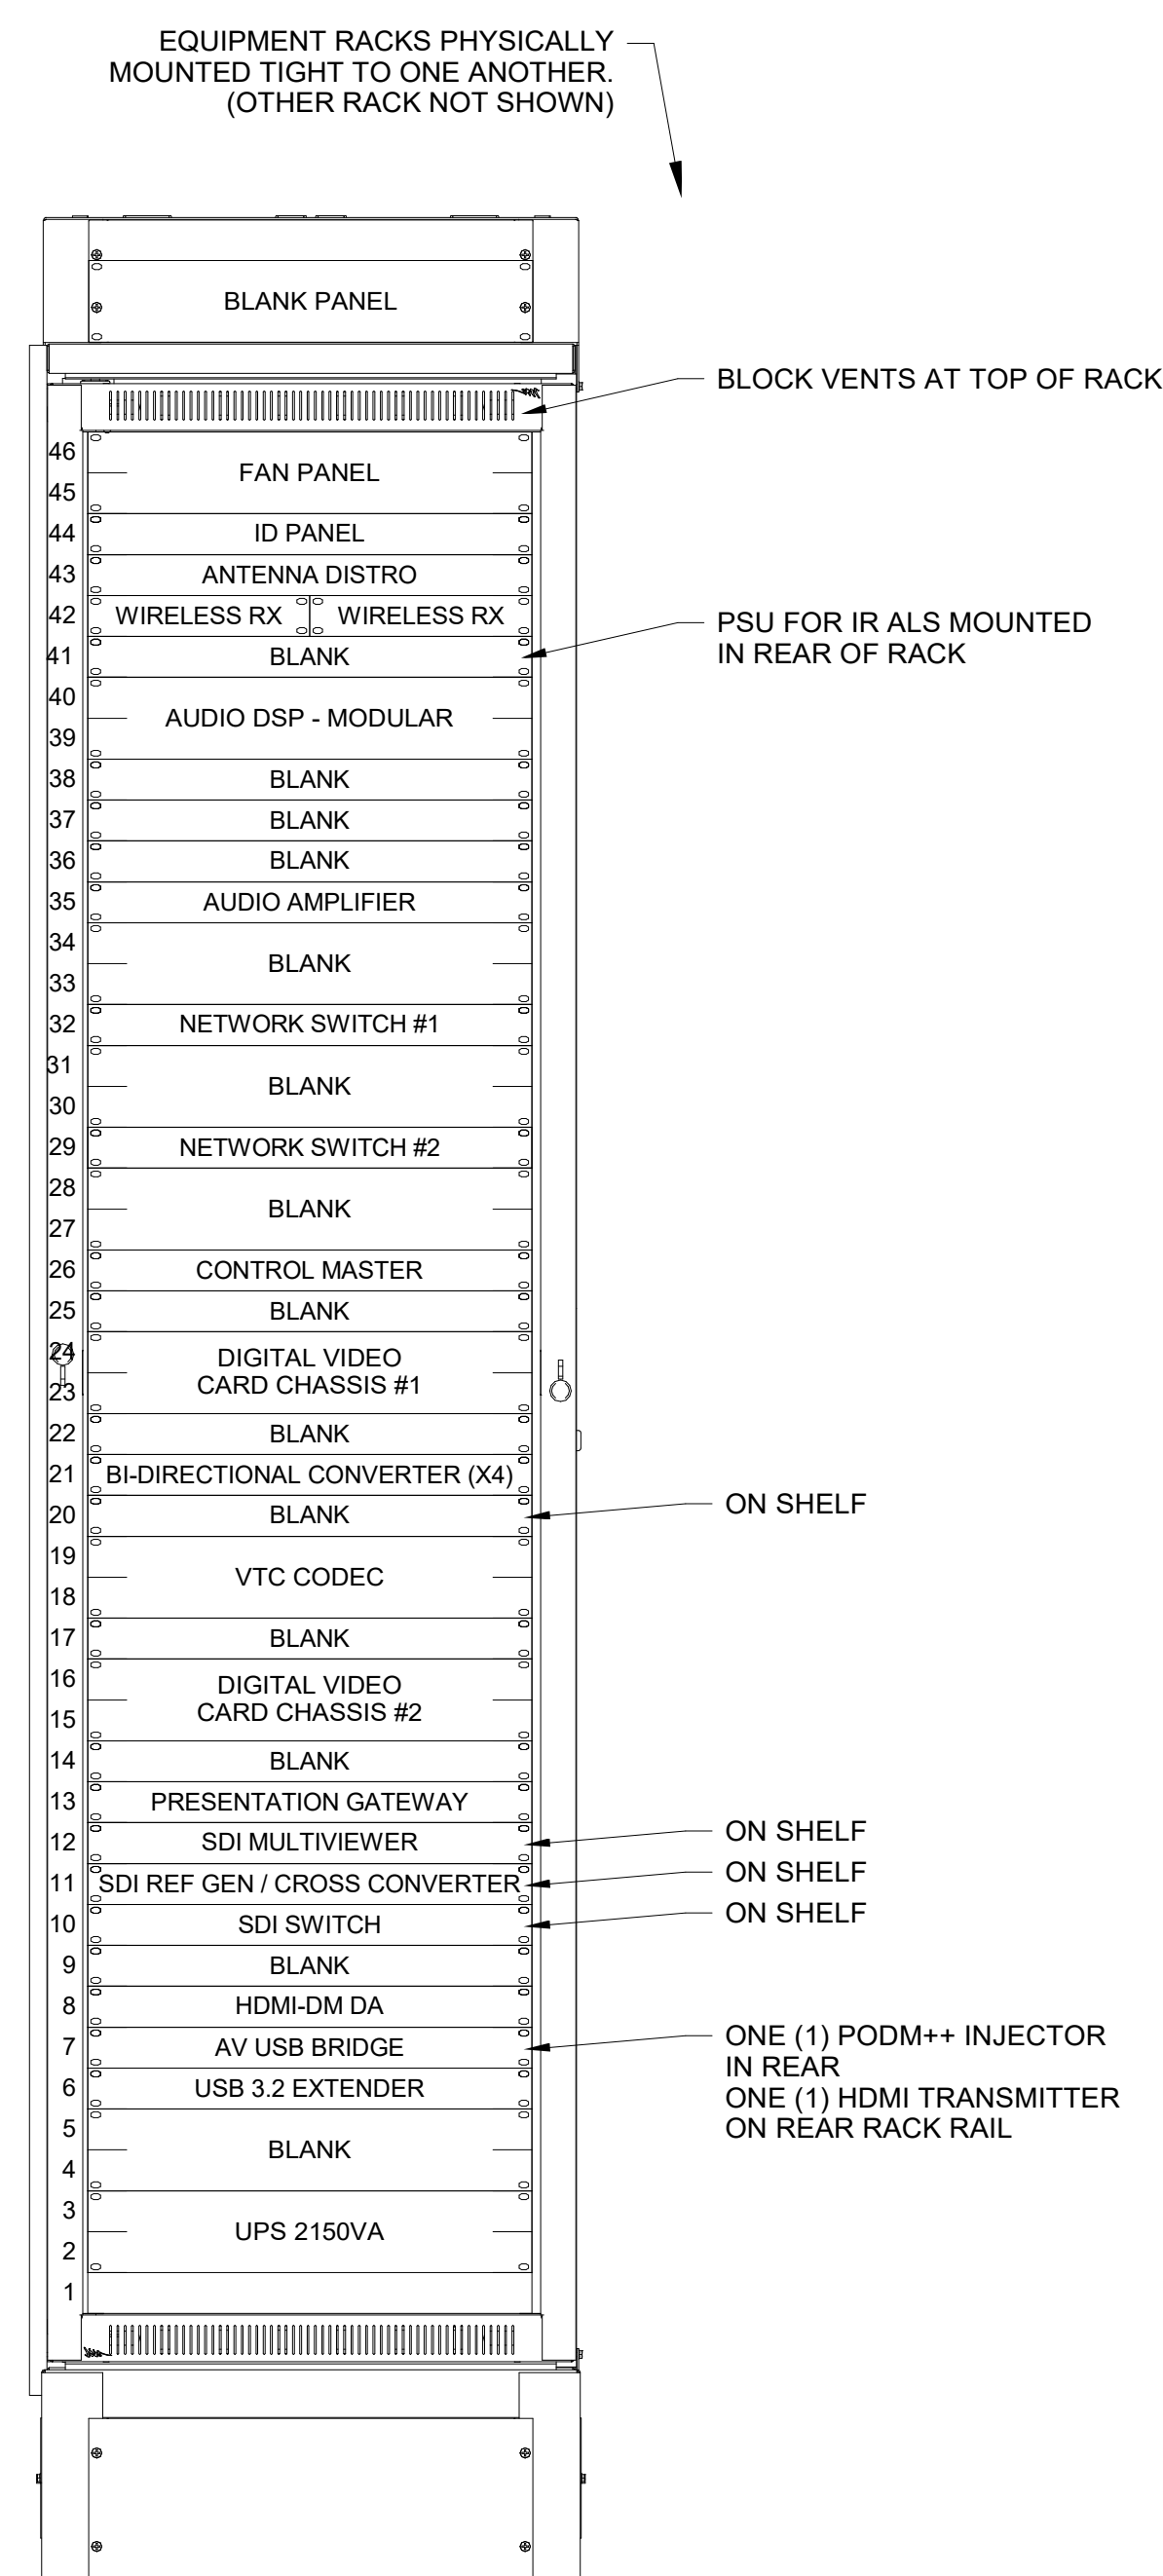 EQUIPMENT RACKS PHYSICALLY
MOUNTED TIGHT TO ONE ANOTHER.
(OTHER RACK NOT SHOWN)
BLANK PANEL
BLOCK VENTS AT TOP OF RACK
46
FAN PANEL
45
44 ID PANEL
43 ANTENNA DISTRO
42 WIRELESS RX WIRELESS RX
PSU FOR IR ALS MOUNTED
IN REAR OF RACK
41 BLANK
40
AUDIO DSP - MODULAR
39
38 BLANK
37 BLANK
36 BLANK
35 AUDIO AMPLIFIER
34
BLANK
33
32 NETWORK SWITCH #1
31
BLANK
30
29 NETWORK SWITCH #2
28
BLANK
27
26 CONTROL MASTER
25 BLANK
24
DIGITAL VIDEO
CARD CHASSIS #1
23
22 BLANK
21 BI-DIRECTIONAL CONVERTER (X4)
20 BLANK
ON SHELF
19
VTC CODEC
18
17 BLANK
16
DIGITAL VIDEO
CARD CHASSIS #2
15
14 BLANK
13 PRESENTATION GATEWAY
12 SDI MULTIVIEWER
ON SHELF
11 SDI REF GEN / CROSS CONVERTER
ON SHELF
10 SDI SWITCH
ON SHELF
9 BLANK
8 HDMI-DM DA
7 AV USB BRIDGE
ONE (1) PODM++ INJECTOR
IN REAR
ONE (1) HDMI TRANSMITTER
ON REAR RACK RAIL
6 USB 3.2 EXTENDER
5
BLANK
4
3
UPS 2150VA
2
1